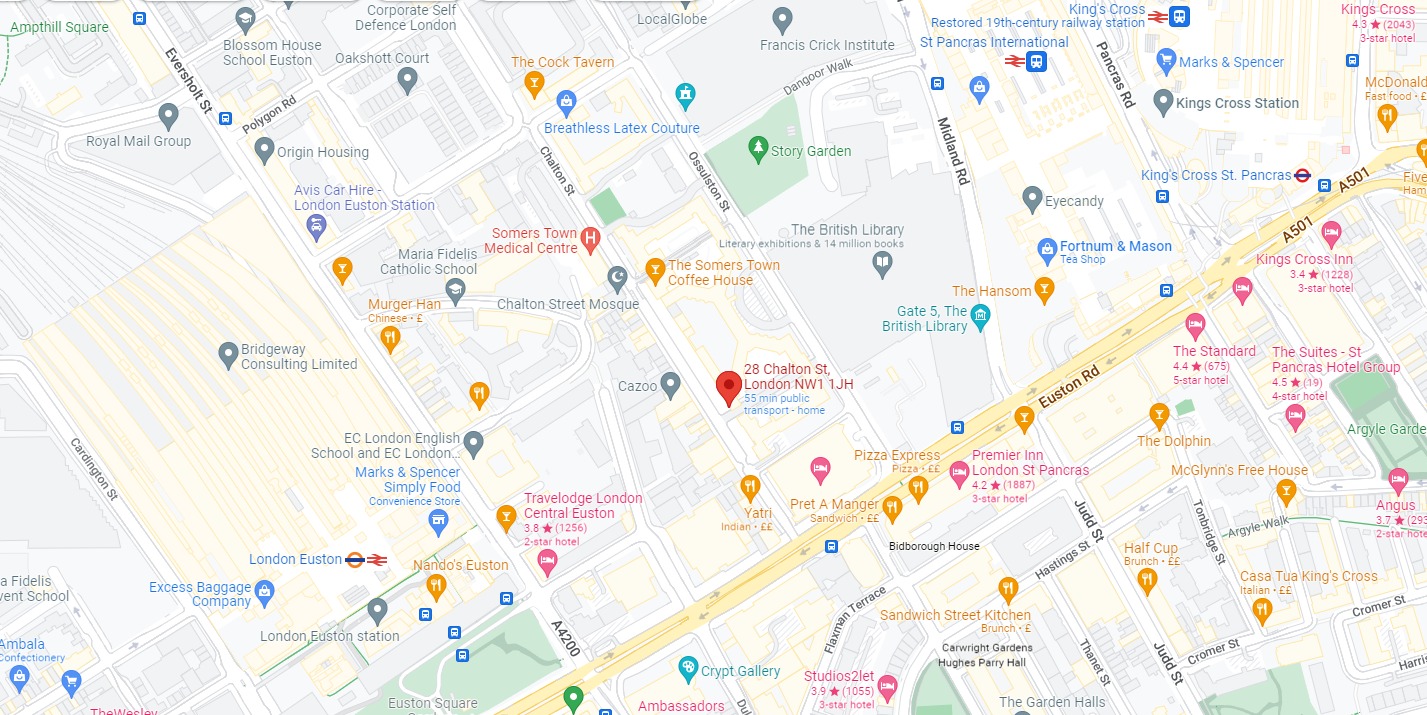 Corporate Self
Defence London
LocalGlobe
King's Cross
Restored 19th-century railway station
Kings Cross
4.3 ★ (2043)
3-star hotel
Ampthill Square
Blossom House
School Euston
Oakshott Court
Francis Crick Institute
St Pancras International
Eversholt St
The Cock Tavern
Dangoor Walk
Pancras Rd
Marks & Spencer
McDonald
Fast food · £
Polygon Rd
Breathless Latex Couture
Kings Cross Station
Royal Mail Group
Origin Housing
Chalton St
Ossulston St
Story Garden
Midland Rd
King's Cross St. Pancras
A501
Five
Ham
Avis Car Hire -
London Euston Station
Eyecandy
Somers Town
Medical Centre
The British Library
Literary exhibitions & 14 million books
Fortnum & Mason
Tea Shop
A501
Kings Cross Inn
3.4 ★ (1228)
3-star hotel
Maria Fidelis
Catholic School
The Somers Town
Coffee House
Chalton Street Mosque
The Hansom
Murger Han
Chinese · £
Gate 5, The
British Library
Bridgeway
Consulting Limited
The Standard
4.4 ★ (675)
5-star hotel
The Suites - St
Pancras Hotel Group
4.5 ★ (19)
4-star hotel
Cazoo
28 Chalton St,
London NW1 1JH
55 min public
transport - home
Euston Rd
EC London English
School and EC London...
The Dolphin
Argyle Garde
Cardington St
Marks & Spencer
Simply Food
Convenience Store
Pizza Express
Pizza · ££
Premier Inn
London St Pancras
4.2 ★ (1887)
3-star hotel
McGlynn's Free House
Travelodge London
Central Euston
3.8 ★ (1256)
2-star hotel
Yatri
Indian · ££
Pret A Manger
Sandwich · ££
Judd St
Tonbridge St
Argyle Walk
Angus
3.7 ★ (293
2-star hote
London Euston
Nando's Euston
Bidborough House
Hastings St
Half Cup
Brunch · ££
a Fidelis
vent School
Excess Baggage
Company
Casa Tua King's Cross
Italian · ££
London Euston station
A4200
Flaxman Terrace
Sandwich Street Kitchen
Brunch · £
Cromer St
Ambala
Confectionery
Crypt Gallery
Carwright Gardens
Hughes Parry Hall
Thanet St
Judd St
Cromer St
Harris
Studios2let
3.9 ★ (1055)
3-star hotel
TheWesley
Euston Square
Ambassadors
The Garden Halls